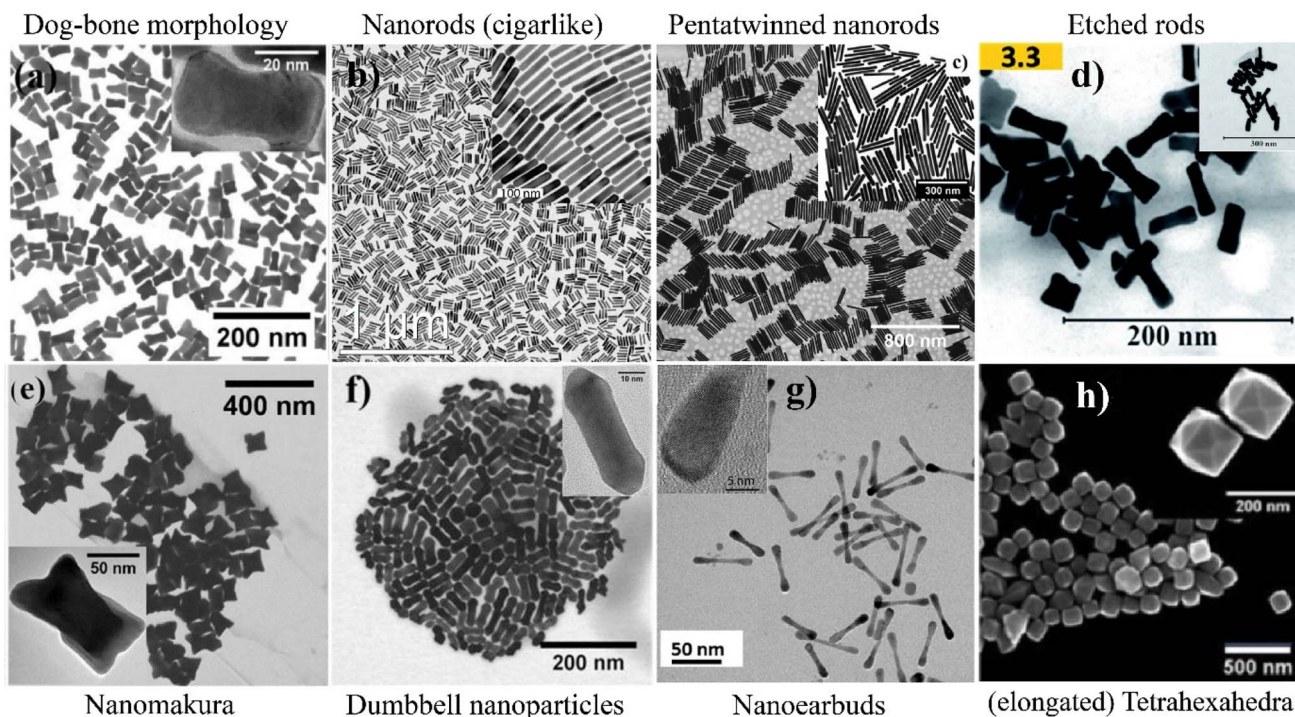 Dog-bone morphology
Nanorods (cigarlike)
Pentatwinned nanorods
Etched rods
(a)
20 nm
200 nm
b)
100 nm
1 µm
c)
300 nm
800 nm
3.3
d)
300 nm
200 nm
e)
400 nm
50 nm
f)
10 nm
200 nm
g)
5 nm
50 nm
h)
200 nm
500 nm
Nanomakura
Dumbbell nanoparticles
Nanoearbuds
(elongated) Tetrahexahedra